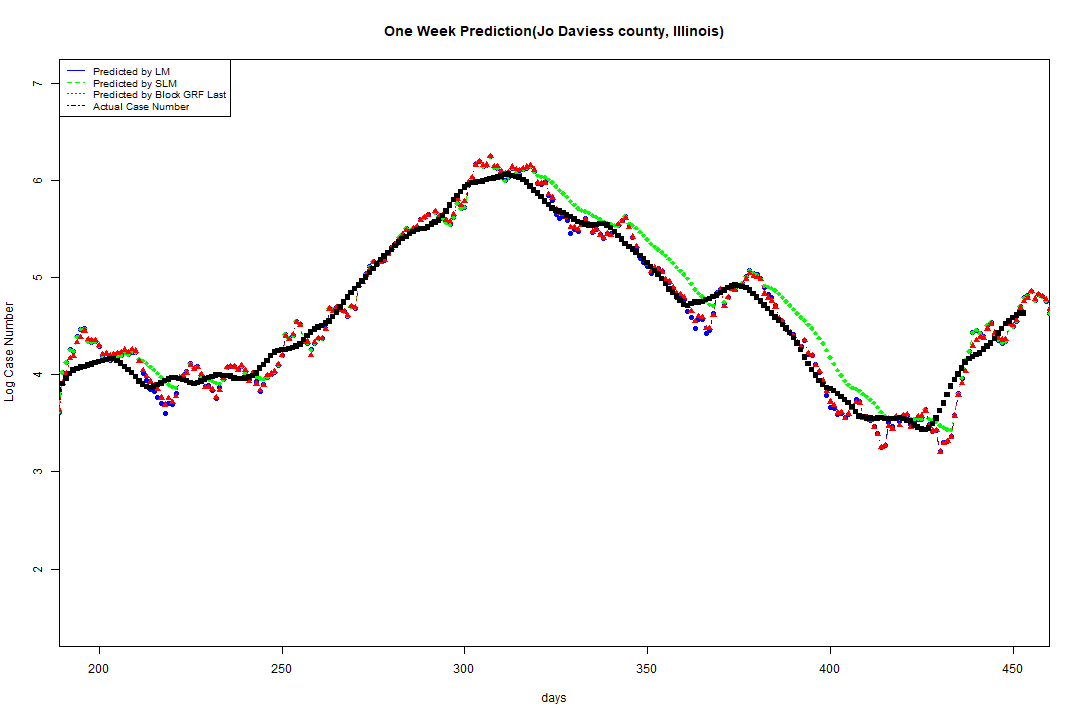 One Week Prediction(Jo Daviess county, Illinois)
Predicted by LM
Predicted by SLM
Predicted by Block GRF Last
Actual Case Number
7
6
5
4
3
2
Log Case Number
200 250 300 350 400 450
days